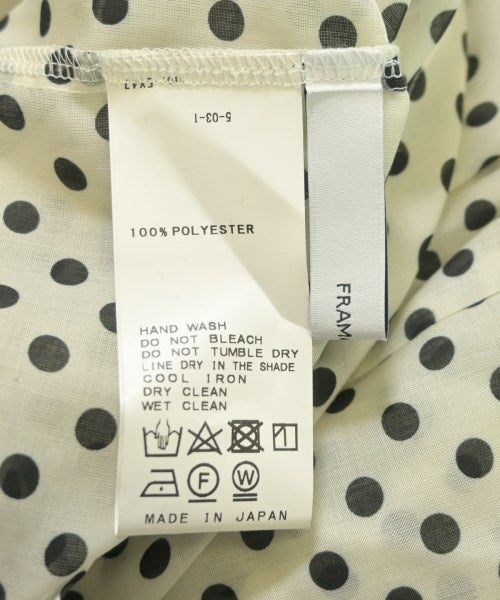 5-03-1
100% POLYESTER
HAND WASH
DO NOT BLEACH
DO NOT TUMBLE DRY
LINE DRY IN THE SHADE
COOL IRON
DRY CLEAN
WET CLEAN
F
W
MADE IN JAPAN
FRAM